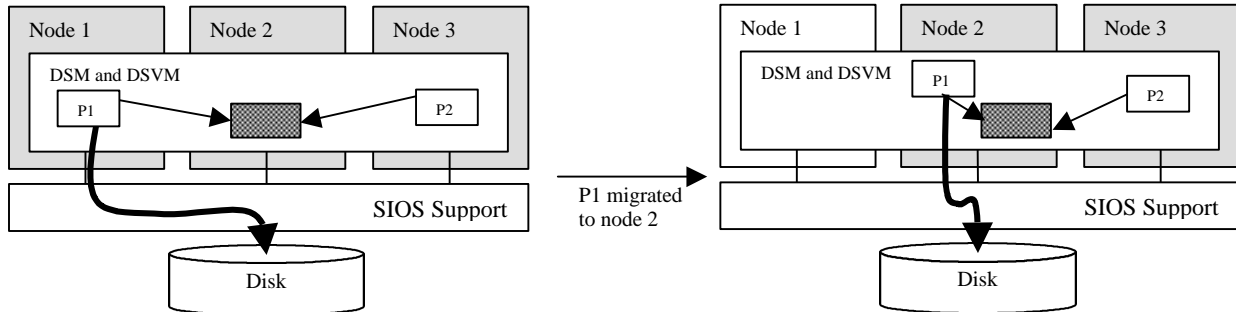 Node 1
Node 2
Node 3
DSM and DSVM
P1
P2
SIOS Support
Disk
P1 migrated
to node 2
Node 1
Node 2
Node 3
DSM and DSVM
P1
P2
SIOS Support
Disk